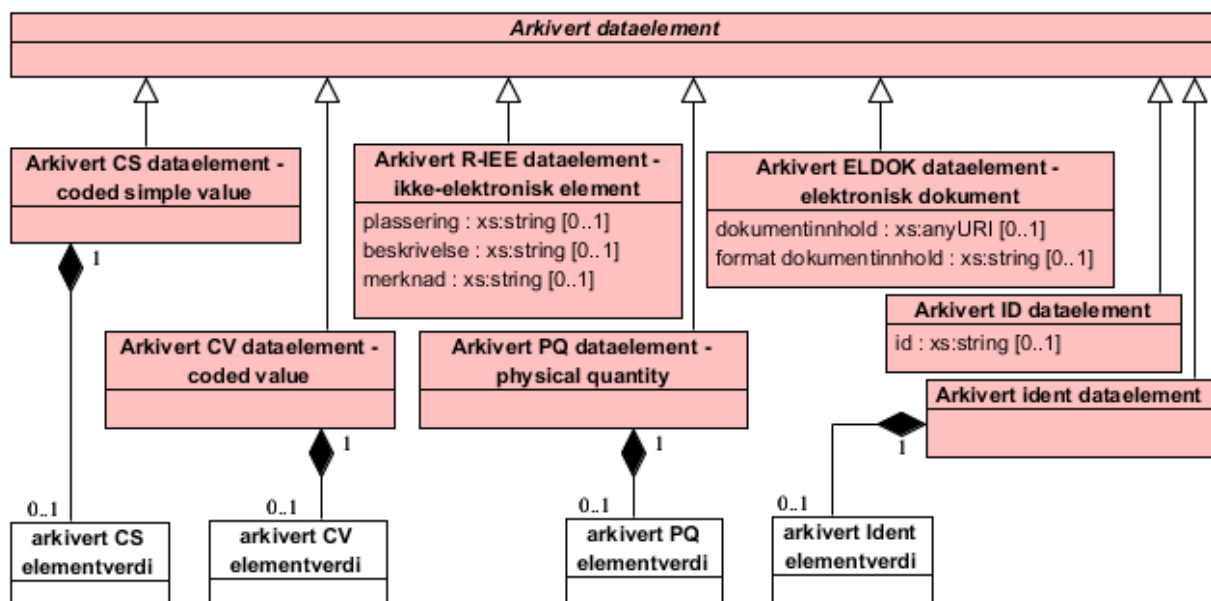 Arkivert dataelement
Arkivert CS dataelement -
coded simple value
1
Arkivert R-IEE dataelement -
ikke-elektronisk element
plassering : xs:string [0..1]
beskrivelse : xs:string [0..1]
merknad : xs:string [0..1]
Arkivert ELDOK dataelement -
elektronisk dokument
dokumentinnhold : xs:anyURI [0..1]
format dokumentinnhold : xs:string [0..1]
Arkivert ID dataelement
id : xs:string [0..1]
Arkivert CV dataelement -
coded value
1
Arkivert PQ dataelement -
physical quantity
1
Arkivert ident dataelement
1
0..1
arkivert CS
elementverdi
0..1
arkivert CV
elementverdi
0..1
arkivert PQ
elementverdi
0..1
arkivert Ident
elementverdi